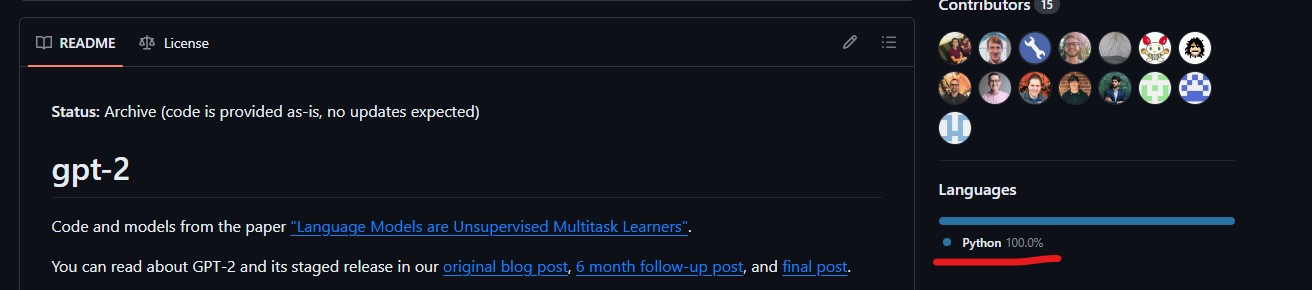 Contributors 15
README License
Status: Archive (code is provided as-is, no updates expected)
gpt-2
Code and models from the paper "Language Models are Unsupervised Multitask Learners".
You can read about GPT-2 and its staged release in our original blog post, 6 month follow-up post, and final post.
Languages
Python 100.0%